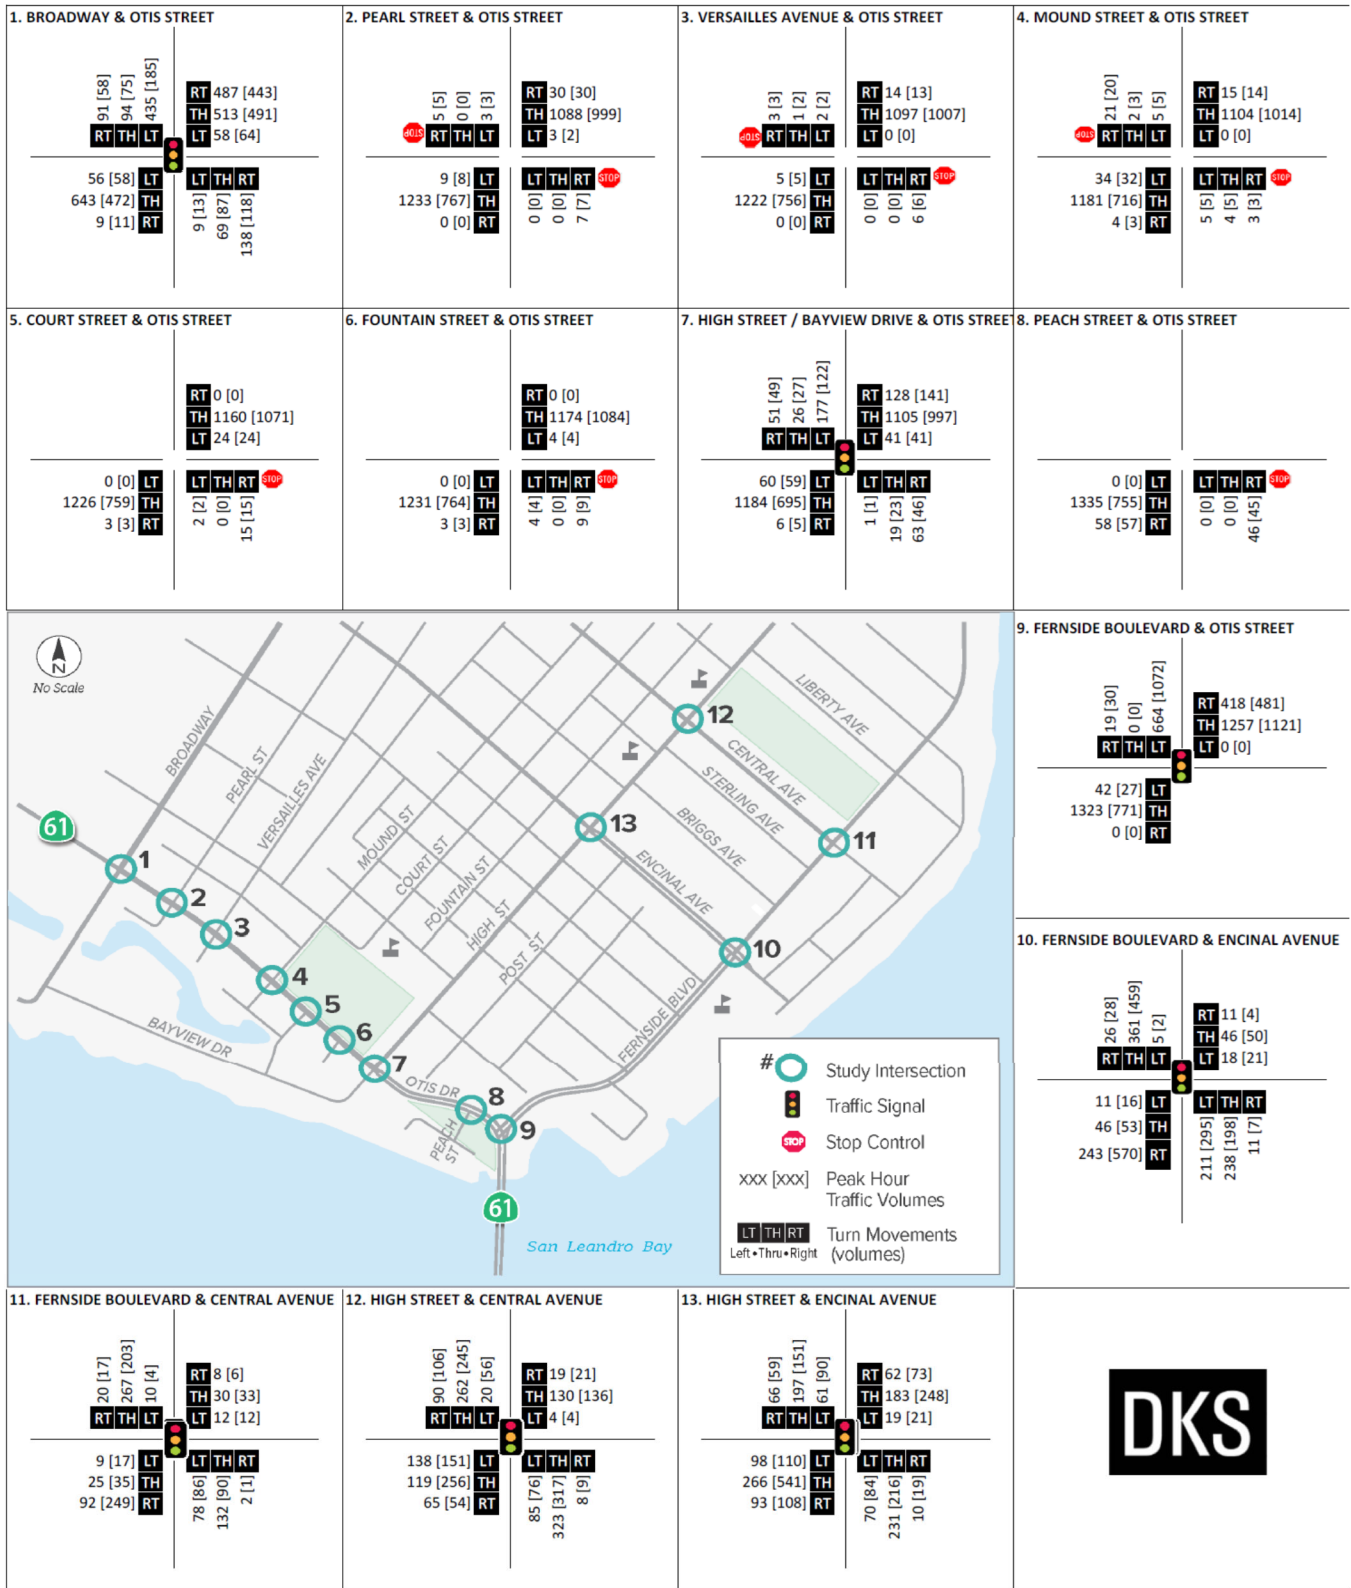 1. BROADWAY & OTIS STREET
91 [58]
94 [75]
435 [185]
RT TH LT
RT 487 [443]
TH 513 [491]
LT 58 [64]
56 [58] LT
643 [472] TH
9 [11] RT
LT TH RT
9 [13]
69 [87]
138 [118]
2. PEARL STREET & OTIS STREET
5 [5]
0 [0]
3 [3]
STOP RT TH LT
RT 30 [30]
TH 1088 [999]
LT 3 [2]
9 [8] LT
1233 [767] TH
0 [0] RT
LT TH RT STOP
0 [0]
0 [0]
7 [7]
3. VERSAILLES AVENUE & OTIS STREET
3 [3]
1 [2]
2 [2]
STOP RT TH LT
RT 14 [13]
TH 1097 [1007]
LT 0 [0]
5 [5] LT
1222 [756] TH
0 [0] RT
LT TH RT STOP
0 [0]
0 [0]
6 [6]
4. MOUND STREET & OTIS STREET
21 [20]
2 [3]
5 [5]
STOP RT TH LT
RT 15 [14]
TH 1104 [1014]
LT 0 [0]
34 [32] LT
1181 [716] TH
4 [3] RT
LT TH RT STOP
5 [5]
4 [5]
3 [3]
5. COURT STREET & OTIS STREET
RT 0 [0]
TH 1160 [1071]
LT 24 [24]
0 [0] LT
1226 [759] TH
3 [3] RT
LT TH RT STOP
2 [2]
0 [0]
15 [15]
6. FOUNTAIN STREET & OTIS STREET
RT 0 [0]
TH 1174 [1084]
LT 4 [4]
0 [0] LT
1231 [764] TH
3 [3] RT
LT TH RT STOP
4 [4]
0 [0]
9 [9]
7. HIGH STREET / BAYVIEW DRIVE & OTIS STREET
51 [49]
26 [27]
177 [122]
RT TH LT
RT 128 [141]
TH 1105 [997]
LT 41 [41]
60 [59] LT
1184 [695] TH
6 [5] RT
LT TH RT
1 [1]
19 [23]
63 [46]
8. PEACH STREET & OTIS STREET
0 [0] LT
1335 [755] TH
58 [57] RT
LT TH RT STOP
0 [0]
0 [0]
46 [45]
N
No Scale
BROADWAY
PEARL ST
VERSAILLES AVE
MOUND ST
COURT ST
FOUNTAIN ST
HIGH ST
POST ST
FERNSIDE BLVD
LIBERTY AVE
CENTRAL AVE
STERLING AVE
BRIGGS AVE
ENCINAL AVE
BAYVIEW DR
OTIS DR
PEACH ST
61
61
1
2
3
4
5
6
7
8
9
10
11
12
13
San Leandro Bay
# Study Intersection
Traffic Signal
STOP Stop Control
xxx [xxx] Peak Hour
Traffic Volumes
LT TH RT Turn Movements
Left•Thru•Right (volumes)
9. FERNSIDE BOULEVARD & OTIS STREET
19 [30]
0 [0]
664 [1072]
RT TH LT
RT 418 [481]
TH 1257 [1121]
LT 0 [0]
42 [27] LT
1323 [771] TH
0 [0] RT
10. FERNSIDE BOULEVARD & ENCINAL AVENUE
26 [28]
361 [459]
5 [2]
RT TH LT
RT 11 [4]
TH 46 [50]
LT 18 [21]
11 [16] LT
46 [53] TH
243 [570] RT
LT TH RT
211 [295]
238 [198]
11 [7]
11. FERNSIDE BOULEVARD & CENTRAL AVENUE
20 [17]
267 [203]
10 [4]
RT TH LT
RT 8 [6]
TH 30 [33]
LT 12 [12]
9 [17] LT
25 [35] TH
92 [249] RT
LT TH RT
78 [86]
132 [90]
2 [1]
12. HIGH STREET & CENTRAL AVENUE
90 [106]
262 [245]
20 [56]
RT TH LT
RT 19 [21]
TH 130 [136]
LT 4 [4]
138 [151] LT
119 [256] TH
65 [54] RT
LT TH RT
85 [76]
323 [317]
8 [9]
13. HIGH STREET & ENCINAL AVENUE
66 [59]
197 [151]
61 [90]
RT TH LT
RT 62 [73]
TH 183 [248]
LT 19 [21]
98 [110] LT
266 [541] TH
93 [108] RT
LT TH RT
70 [84]
231 [216]
10 [19]
DKS